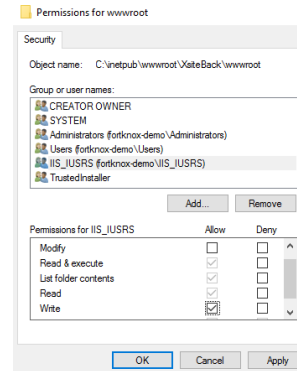 Permissions for wwwroot
Security
Object name: C:\inetpub\wwwroot\XsiteBack\wwwroot
Group or user names:
CREATOR OWNER
SYSTEM
Administrators (fortknox-demo\Administrators)
Users (fortknox-demo\Users)
IIS_IUSRS (fortknox-demo\IIS_IUSRS)
TrustedInstaller
Add... Remove
Permissions for IIS_IUSRS Allow Deny
Modify
Read & execute
List folder contents
Read
Write
OK Cancel Apply